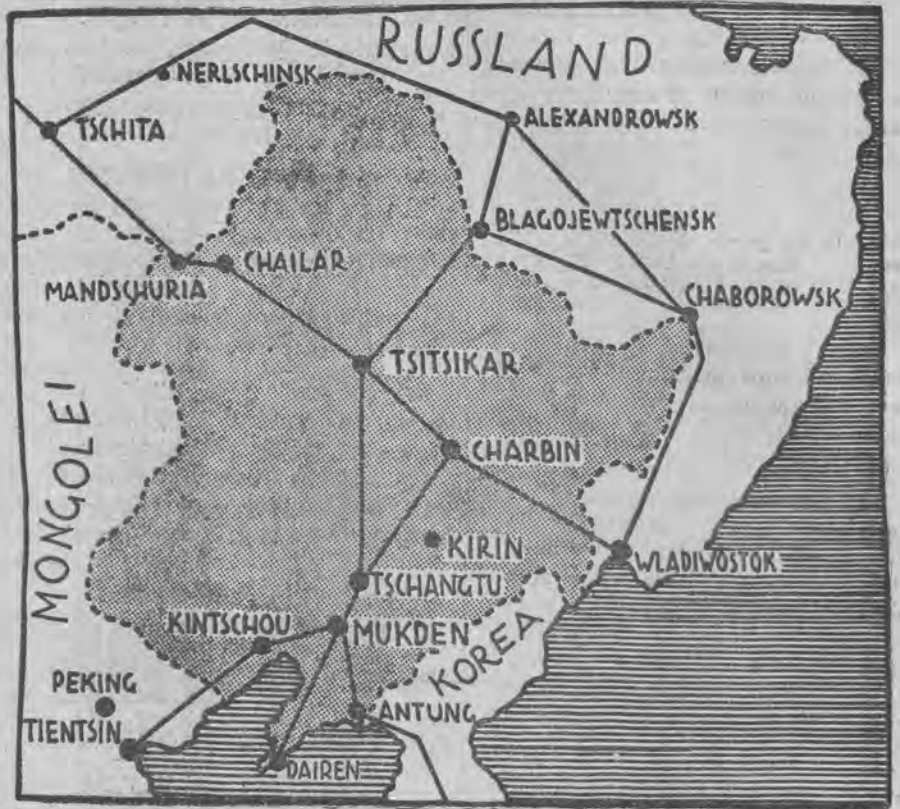 RUSSLAND
NERLSCHINSK
TSCHITA
ALEXANDROWSK
BLAGOJEWTSCHENSK
CHAILAR
MANDSCHURIA
CHABOROWSK
TSITSIKAR
MONGOLEI
CHARBIN
KIRIN
WLADIWOSTOK
TSCHANGTU
KINTSCHOU
MUKDEN
KOREA
PEKING
ANTUNG
TIENTSIN
DAIREN